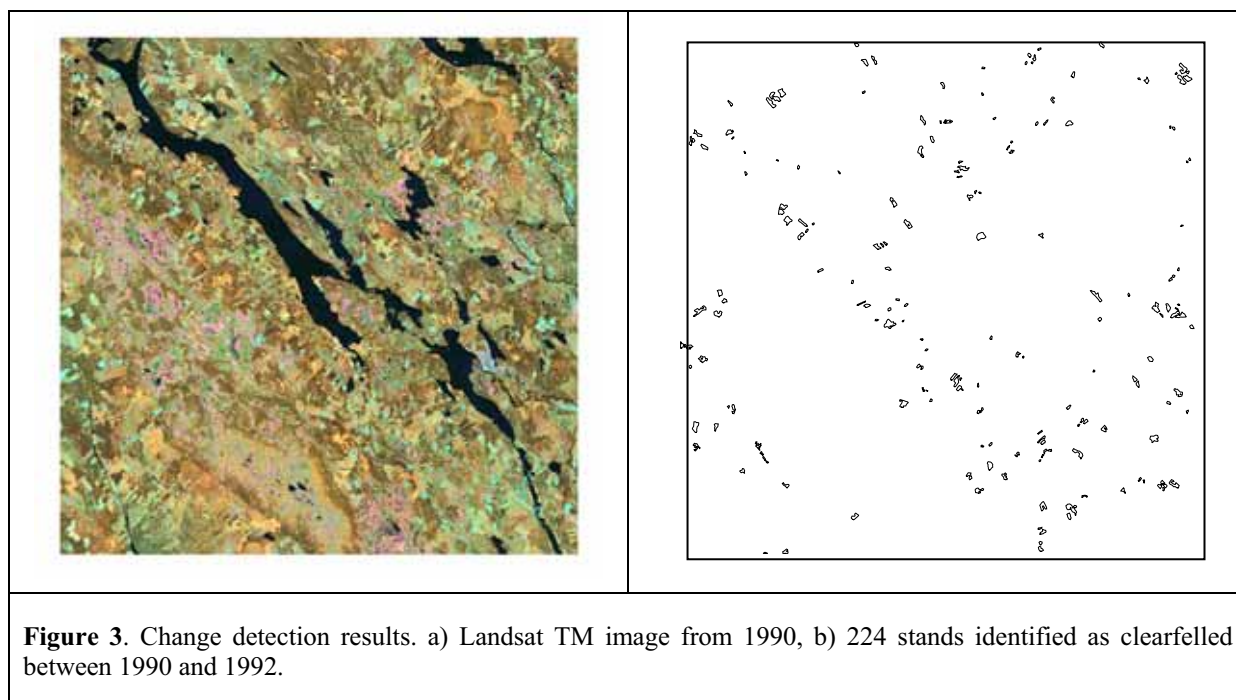 Figure 3. Change detection results. a) Landsat TM image from 1990, b) 224 stands identified as clearfelled
between 1990 and 1992.